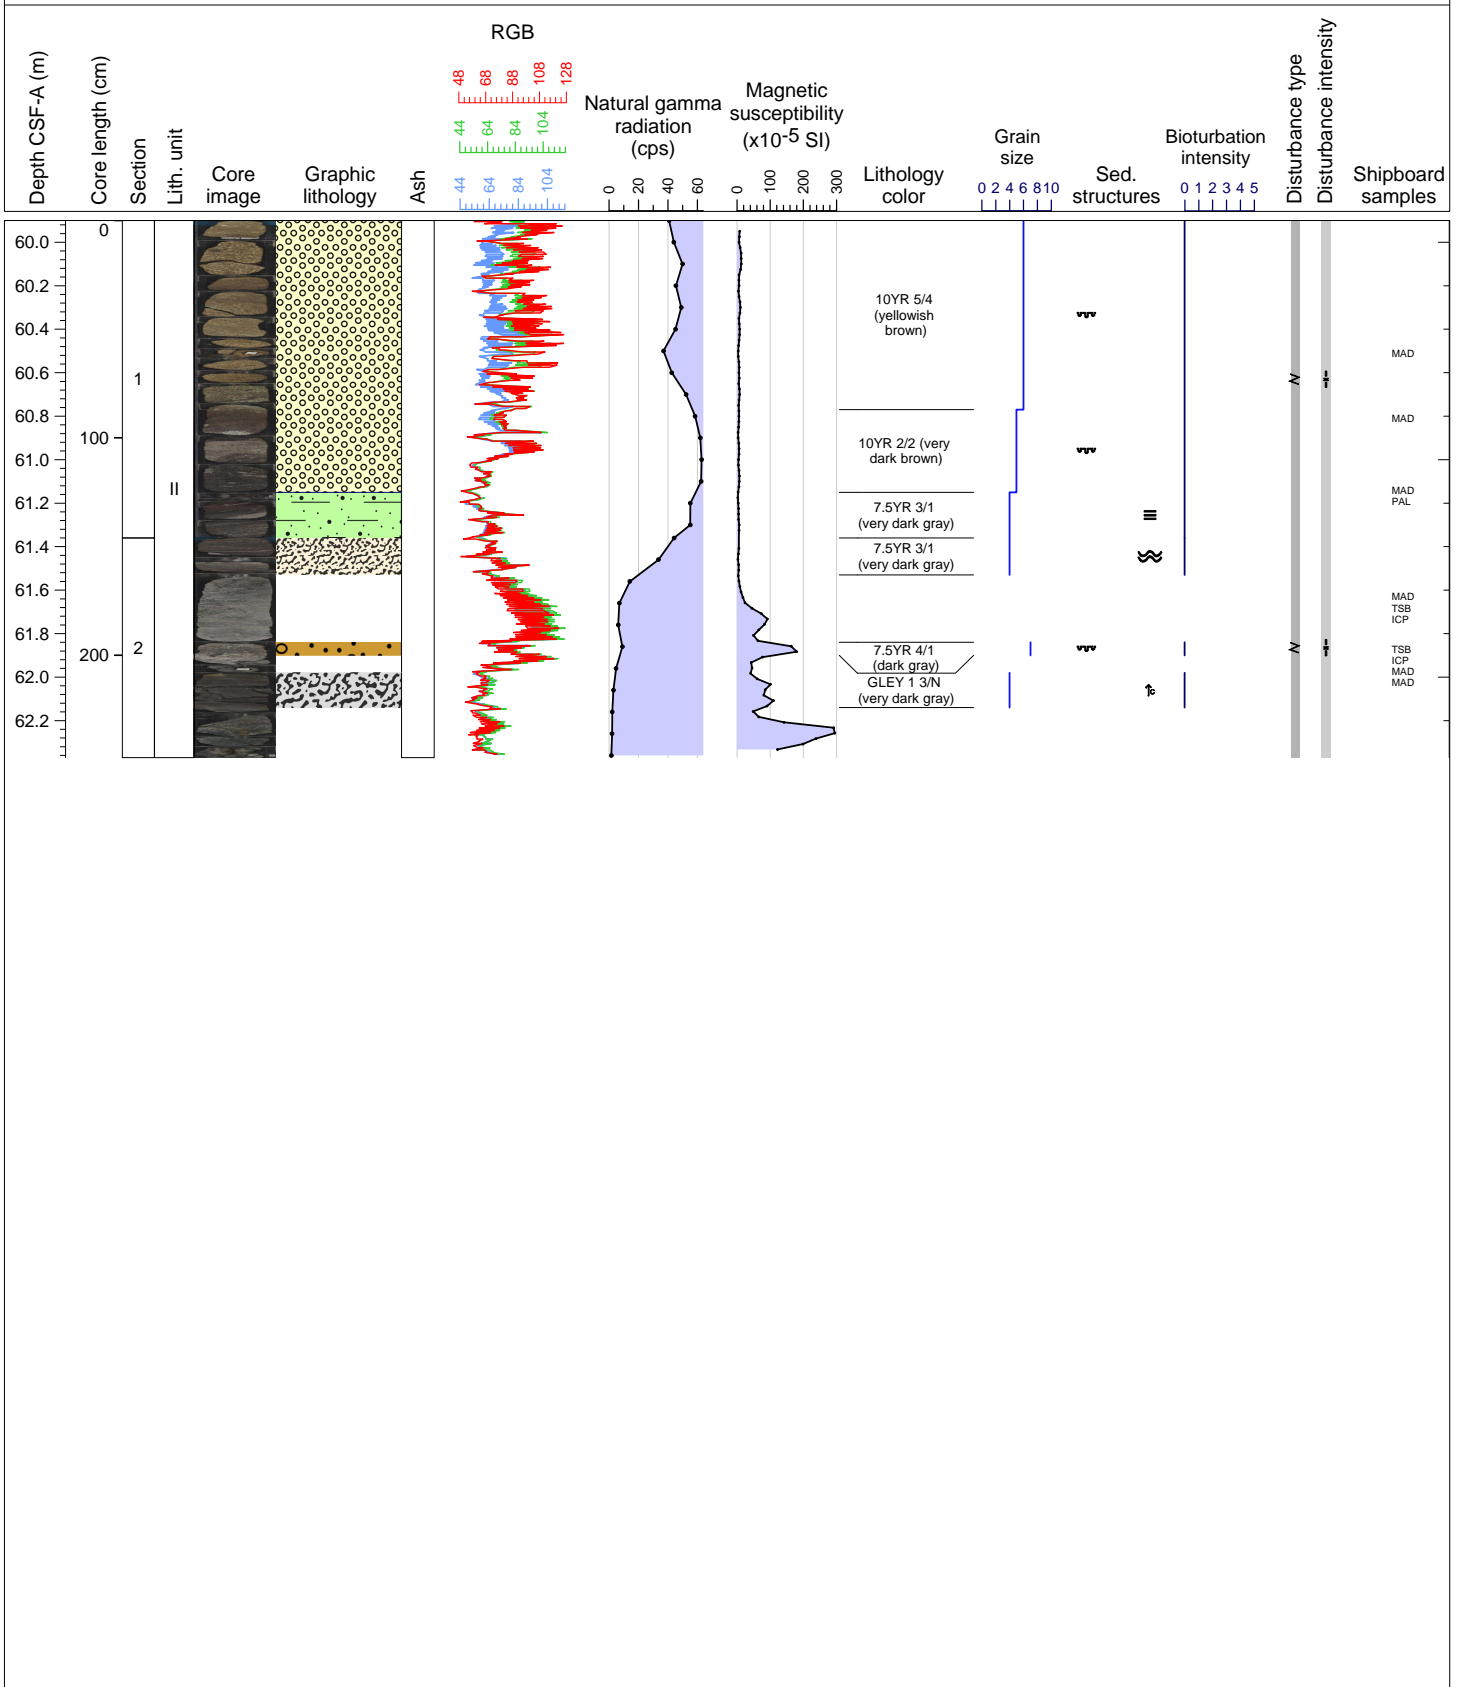 RGB
48 68 88 108 128
44 64 84 104
44 64 84 104
Depth CSF-A (m)
Core length (cm)
Section
Lith. unit
Core
image
Graphic
lithology
Ash
Natural gamma
radiation
(cps)
0 20 40 60
Magnetic
susceptibility
(x10-5 SI)
0 100 200 300
Lithology
color
Grain
size
0 2 4 6 8 10
Sed.
structures
Bioturbation
intensity
0 1 2 3 4 5
Disturbance type
Disturbance intensity
Shipboard
samples
60.0
60.2
60.4
60.6
60.8
61.0
61.2
61.4
61.6
61.8
62.0
62.2
0
100
200
1
2
II
10YR 5/4
(yellowish
brown)
10YR 2/2 (very
dark brown)
7.5YR 3/1
(very dark gray)
7.5YR 3/1
(very dark gray)
7.5YR 4/1
(dark gray)
GLEY 1 3/N
(very dark gray)
c
MAD
MAD
MAD
PAL
MAD
TSB
ICP
TSB
ICP
MAD
MAD